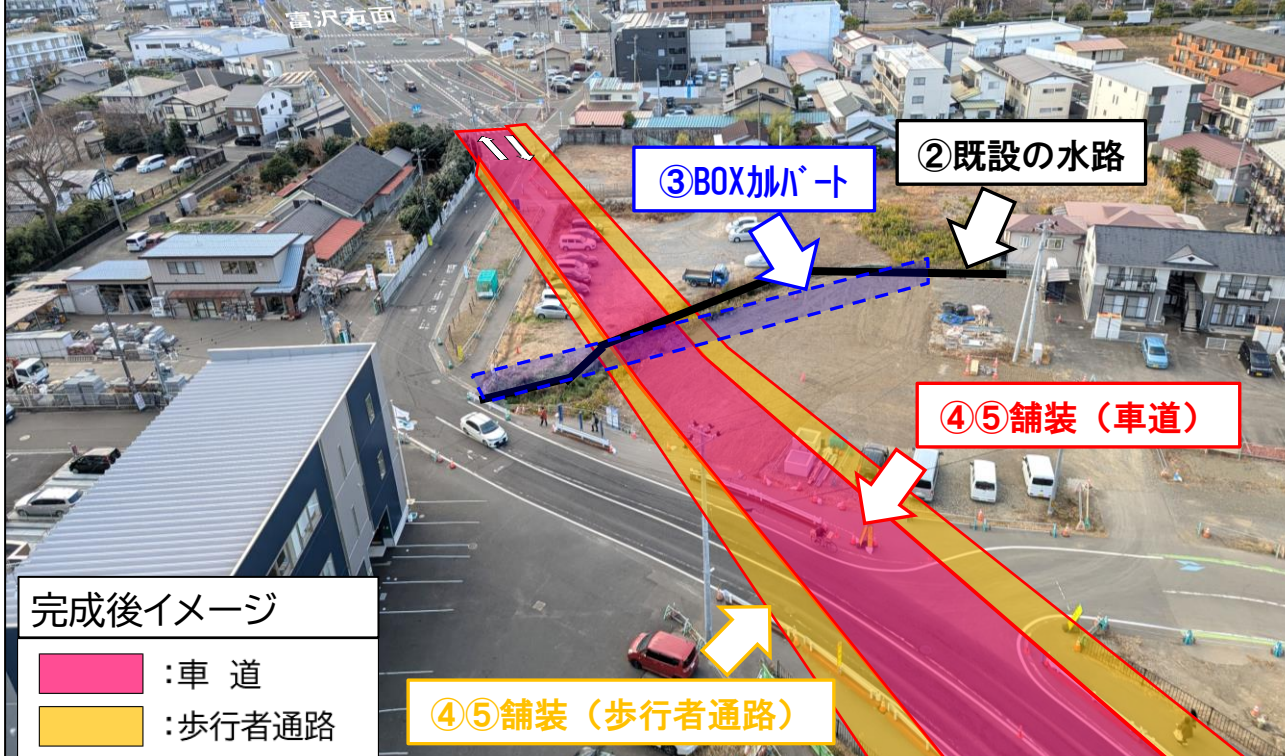 富沢方面
②既設の水路
③BOXｶﾙﾊﾞｰﾄ
④⑤舗装（車道）
④⑤舗装（歩行者通路）
完成後イメージ
：車 道
：歩行者通路